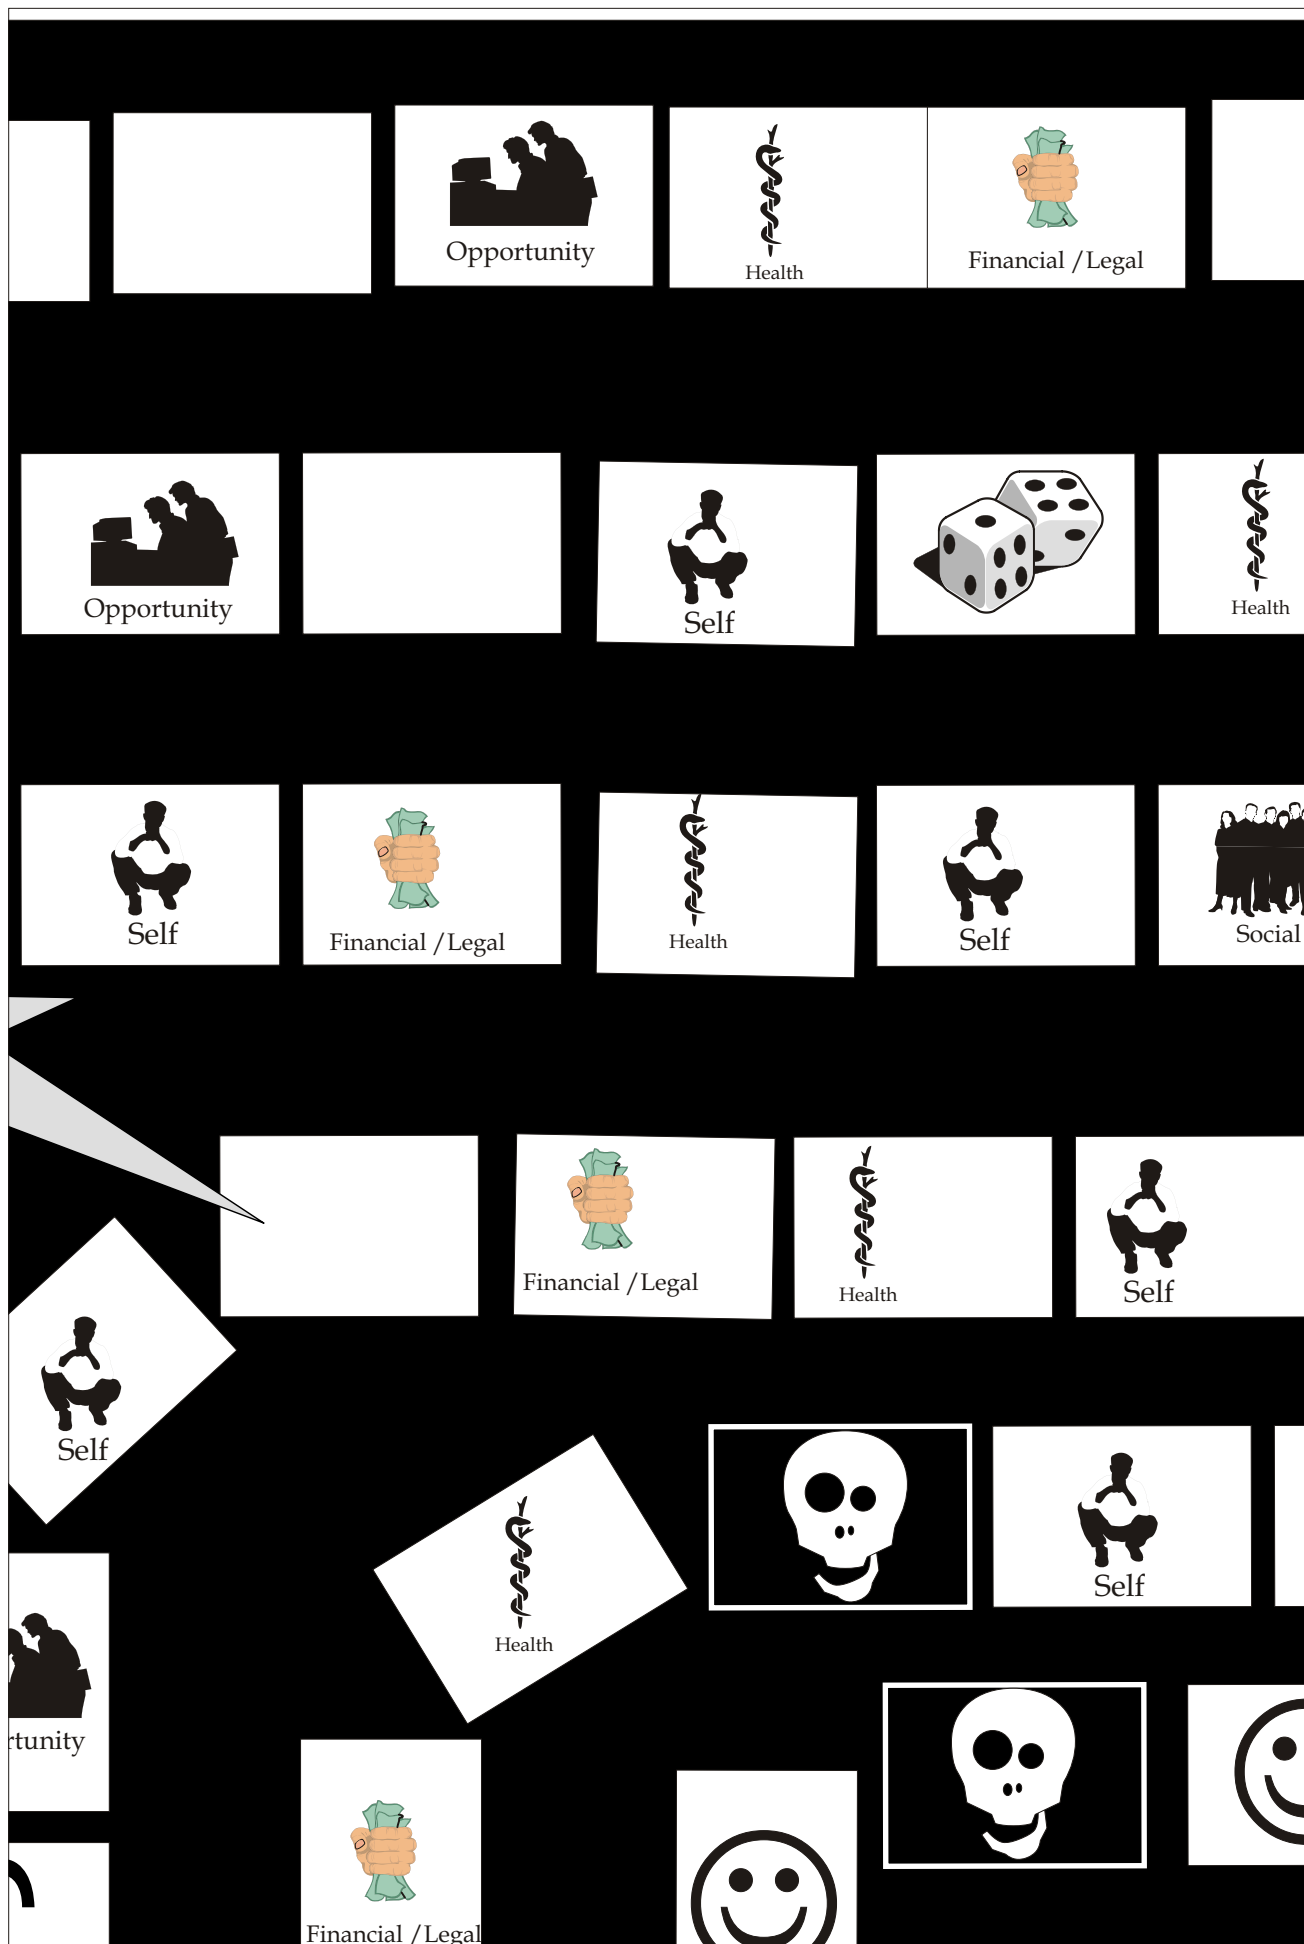 Opportunity
Health
Financial / Legal
Opportunity
Self
Health
Self
Financial / Legal
Health
Self
Social
Financial / Legal
Health
Self
Self
Self
Health
rtunity
Financial / Legal